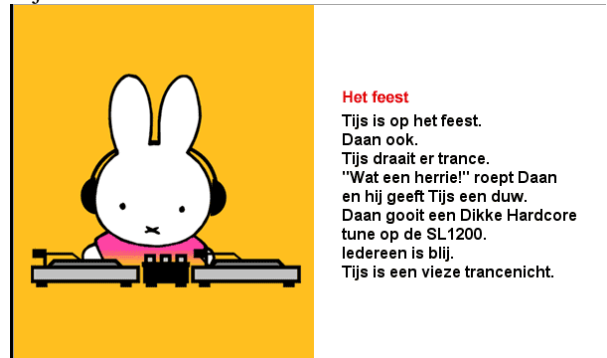 Het feest
Tijs is op het feest.
Daan ook.
Tijs draait er trance.
"Wat een herrie!" roept Daan
en hij geeft Tijs een duw.
Daan gooit een Dikke Hardcore
tune op de SL1200.
Iedereen is blij.
Tijs is een vieze trancenicht.